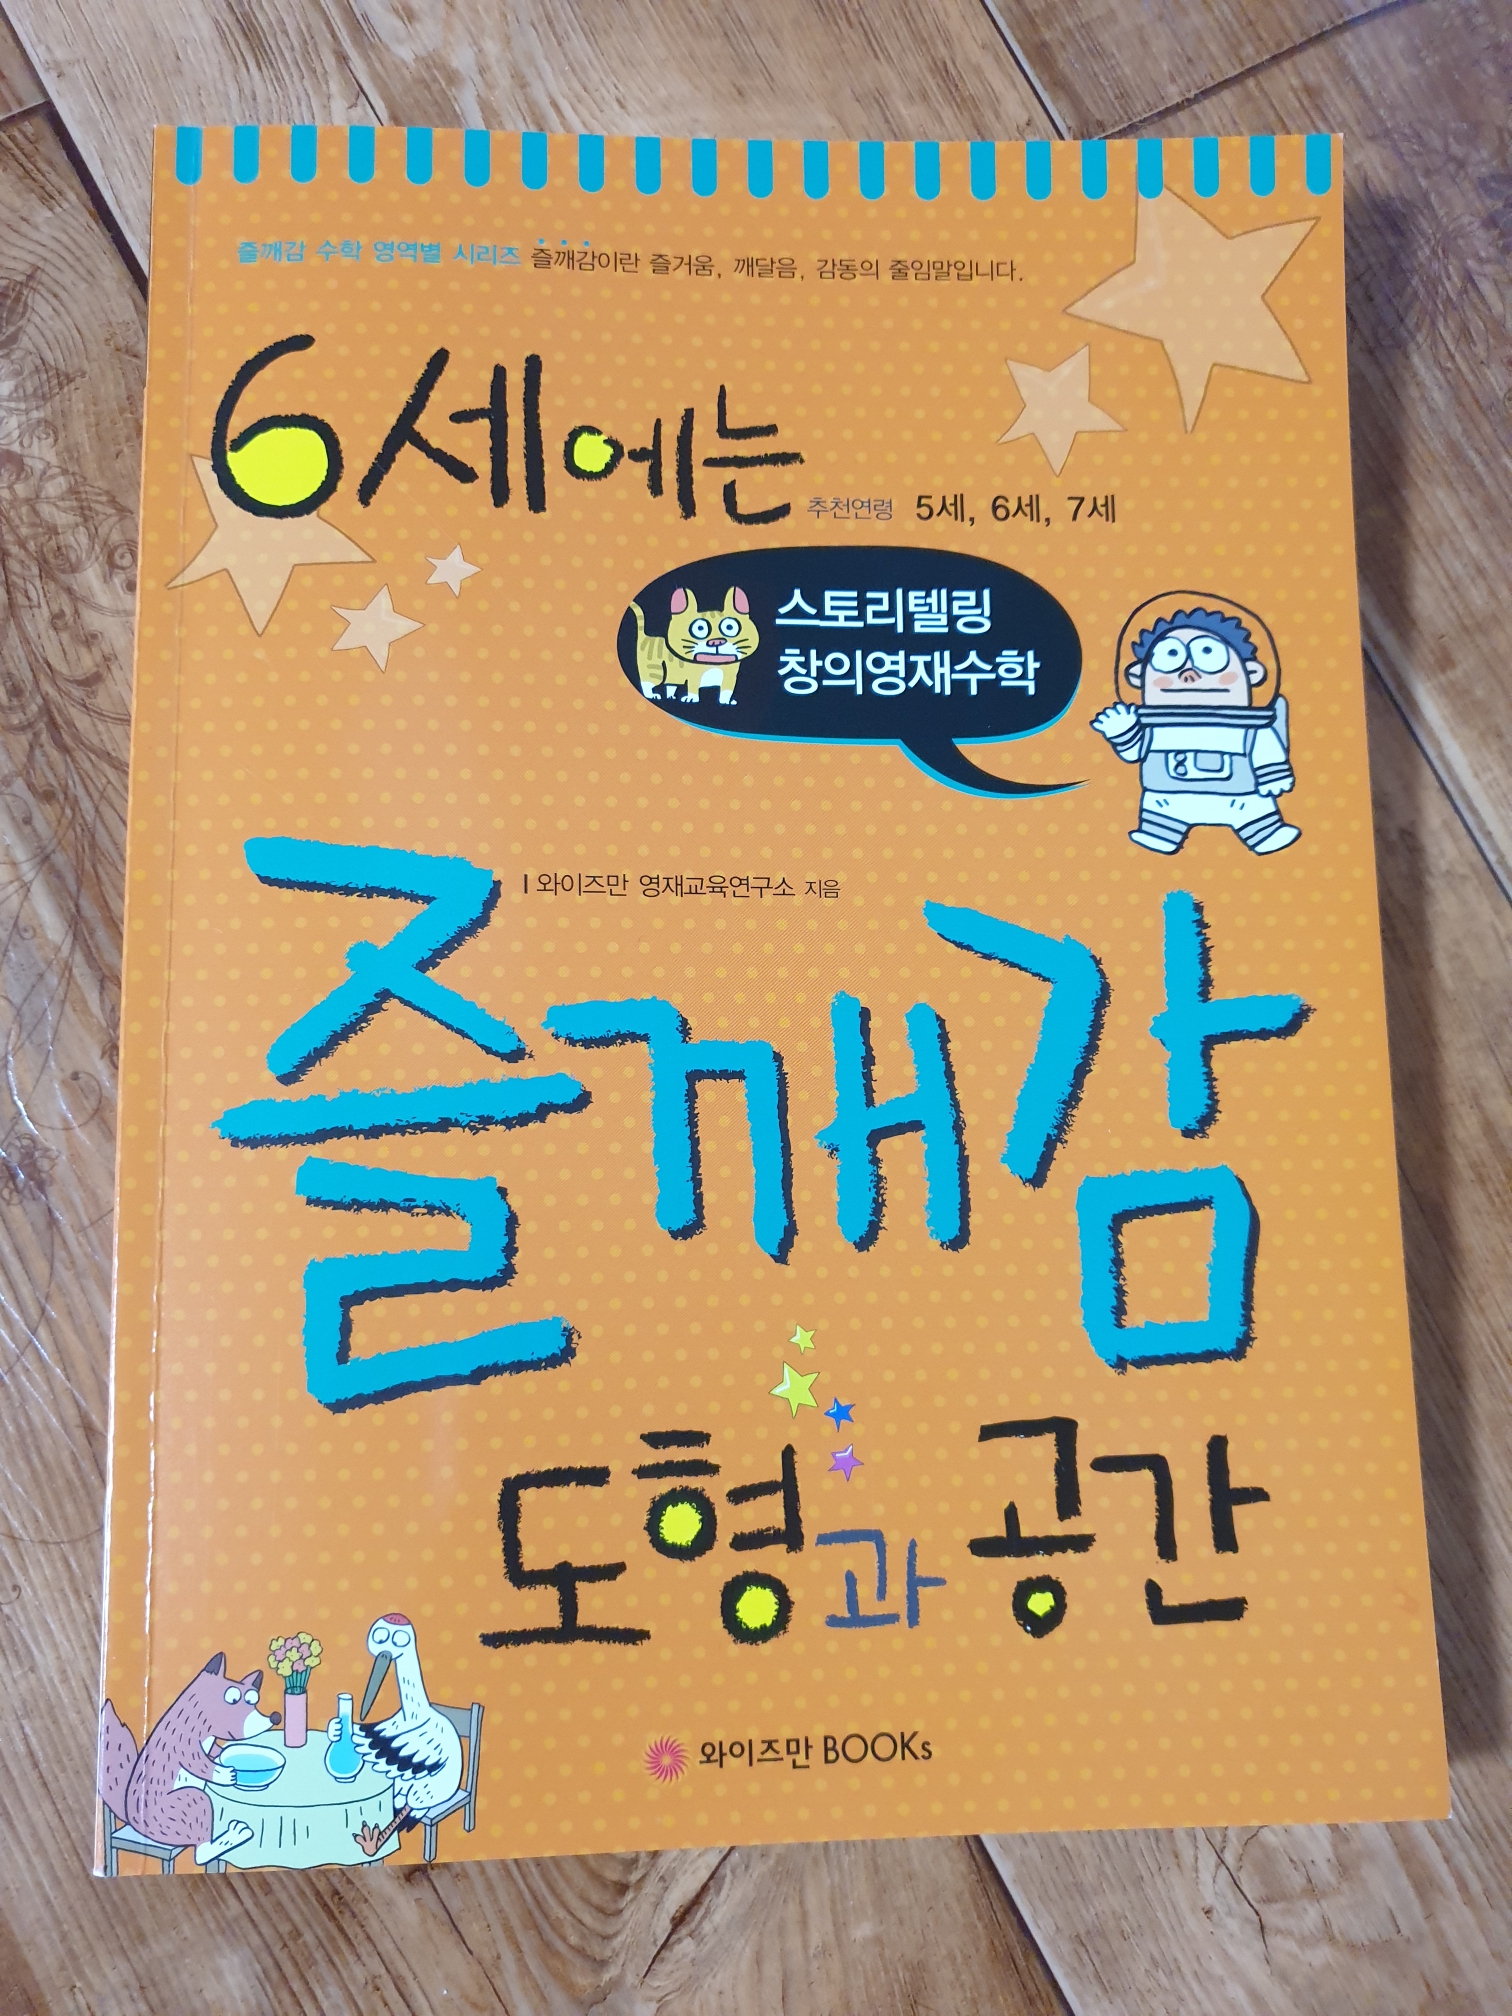 즐깨감 수학 영역별 시리즈 즐깨감이란 즐거움, 깨달음, 감동의 줄임말입니다.
6세에는
추천연령 5세, 6세, 7세
스토리텔링
창의영재수학
와이즈만 영재교육연구소 지음
즐깨감
도형과 공간
와이즈만 BOOKs